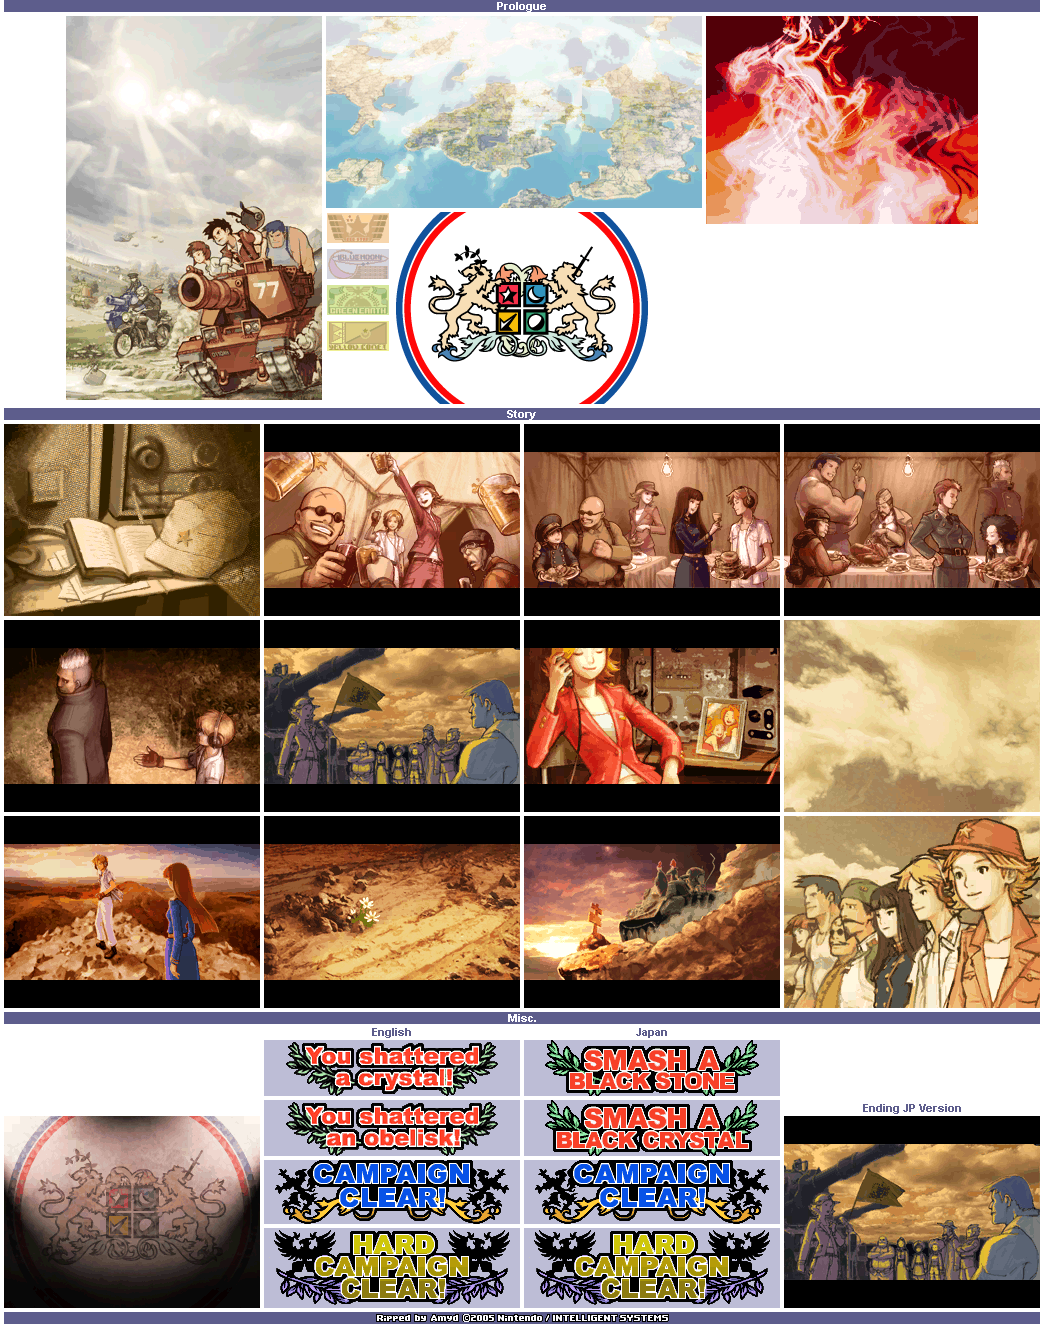 Prologue
77
BLUE MOON
GREEN EARTH
YELLOW COMET
Story
Misc.
English
Japan
You shattered
a crystal!
SMASH A
BLACK STONE
Ending JP Version
You shattered
an obelisk!
SMASH A
BLACK CRYSTAL
CAMPAIGN
CLEAR!
CAMPAIGN
CLEAR!
HARD
CAMPAIGN
CLEAR!
HARD
CAMPAIGN
CLEAR!
Ripped by Amyd ©2005 Nintendo / INTELLIGENT SYSTEMS